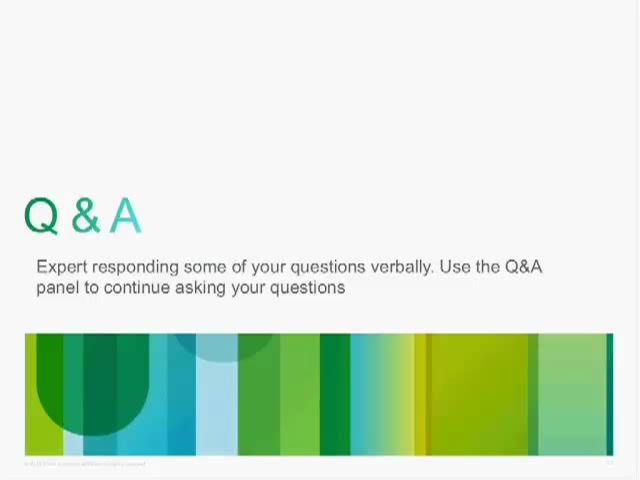 Q & A
Expert responding some of your questions verbally. Use the Q&A
panel to continue asking your questions